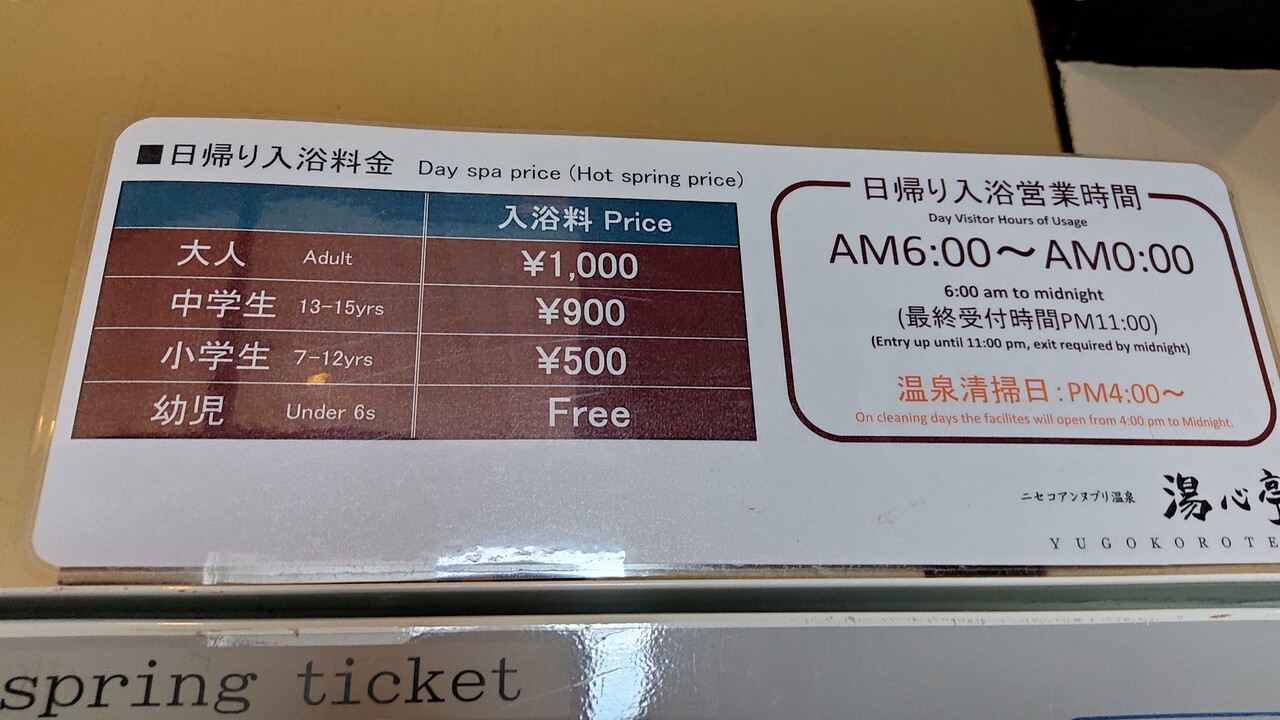 ■日帰り入浴料金 Day spa price (Hot spring price)
入浴料 Price
大人 Adult ¥1,000
中学生 13-15yrs ¥900
小学生 7-12yrs ¥500
幼児 Under 6s Free
日帰り入浴営業時間
Day Visitor Hours of Usage
AM6:00～AM0:00
6:00 am to midnight
(最終受付時間PM11:00)
(Entry up until 11:00 pm, exit required by midnight)
温泉清掃日:PM4:00～
On cleaning days the facilites will open from 4:00 pm to Midnight.
ニセコアンヌプリ温泉 湯心亭
YUGOKOROTE
spring ticket